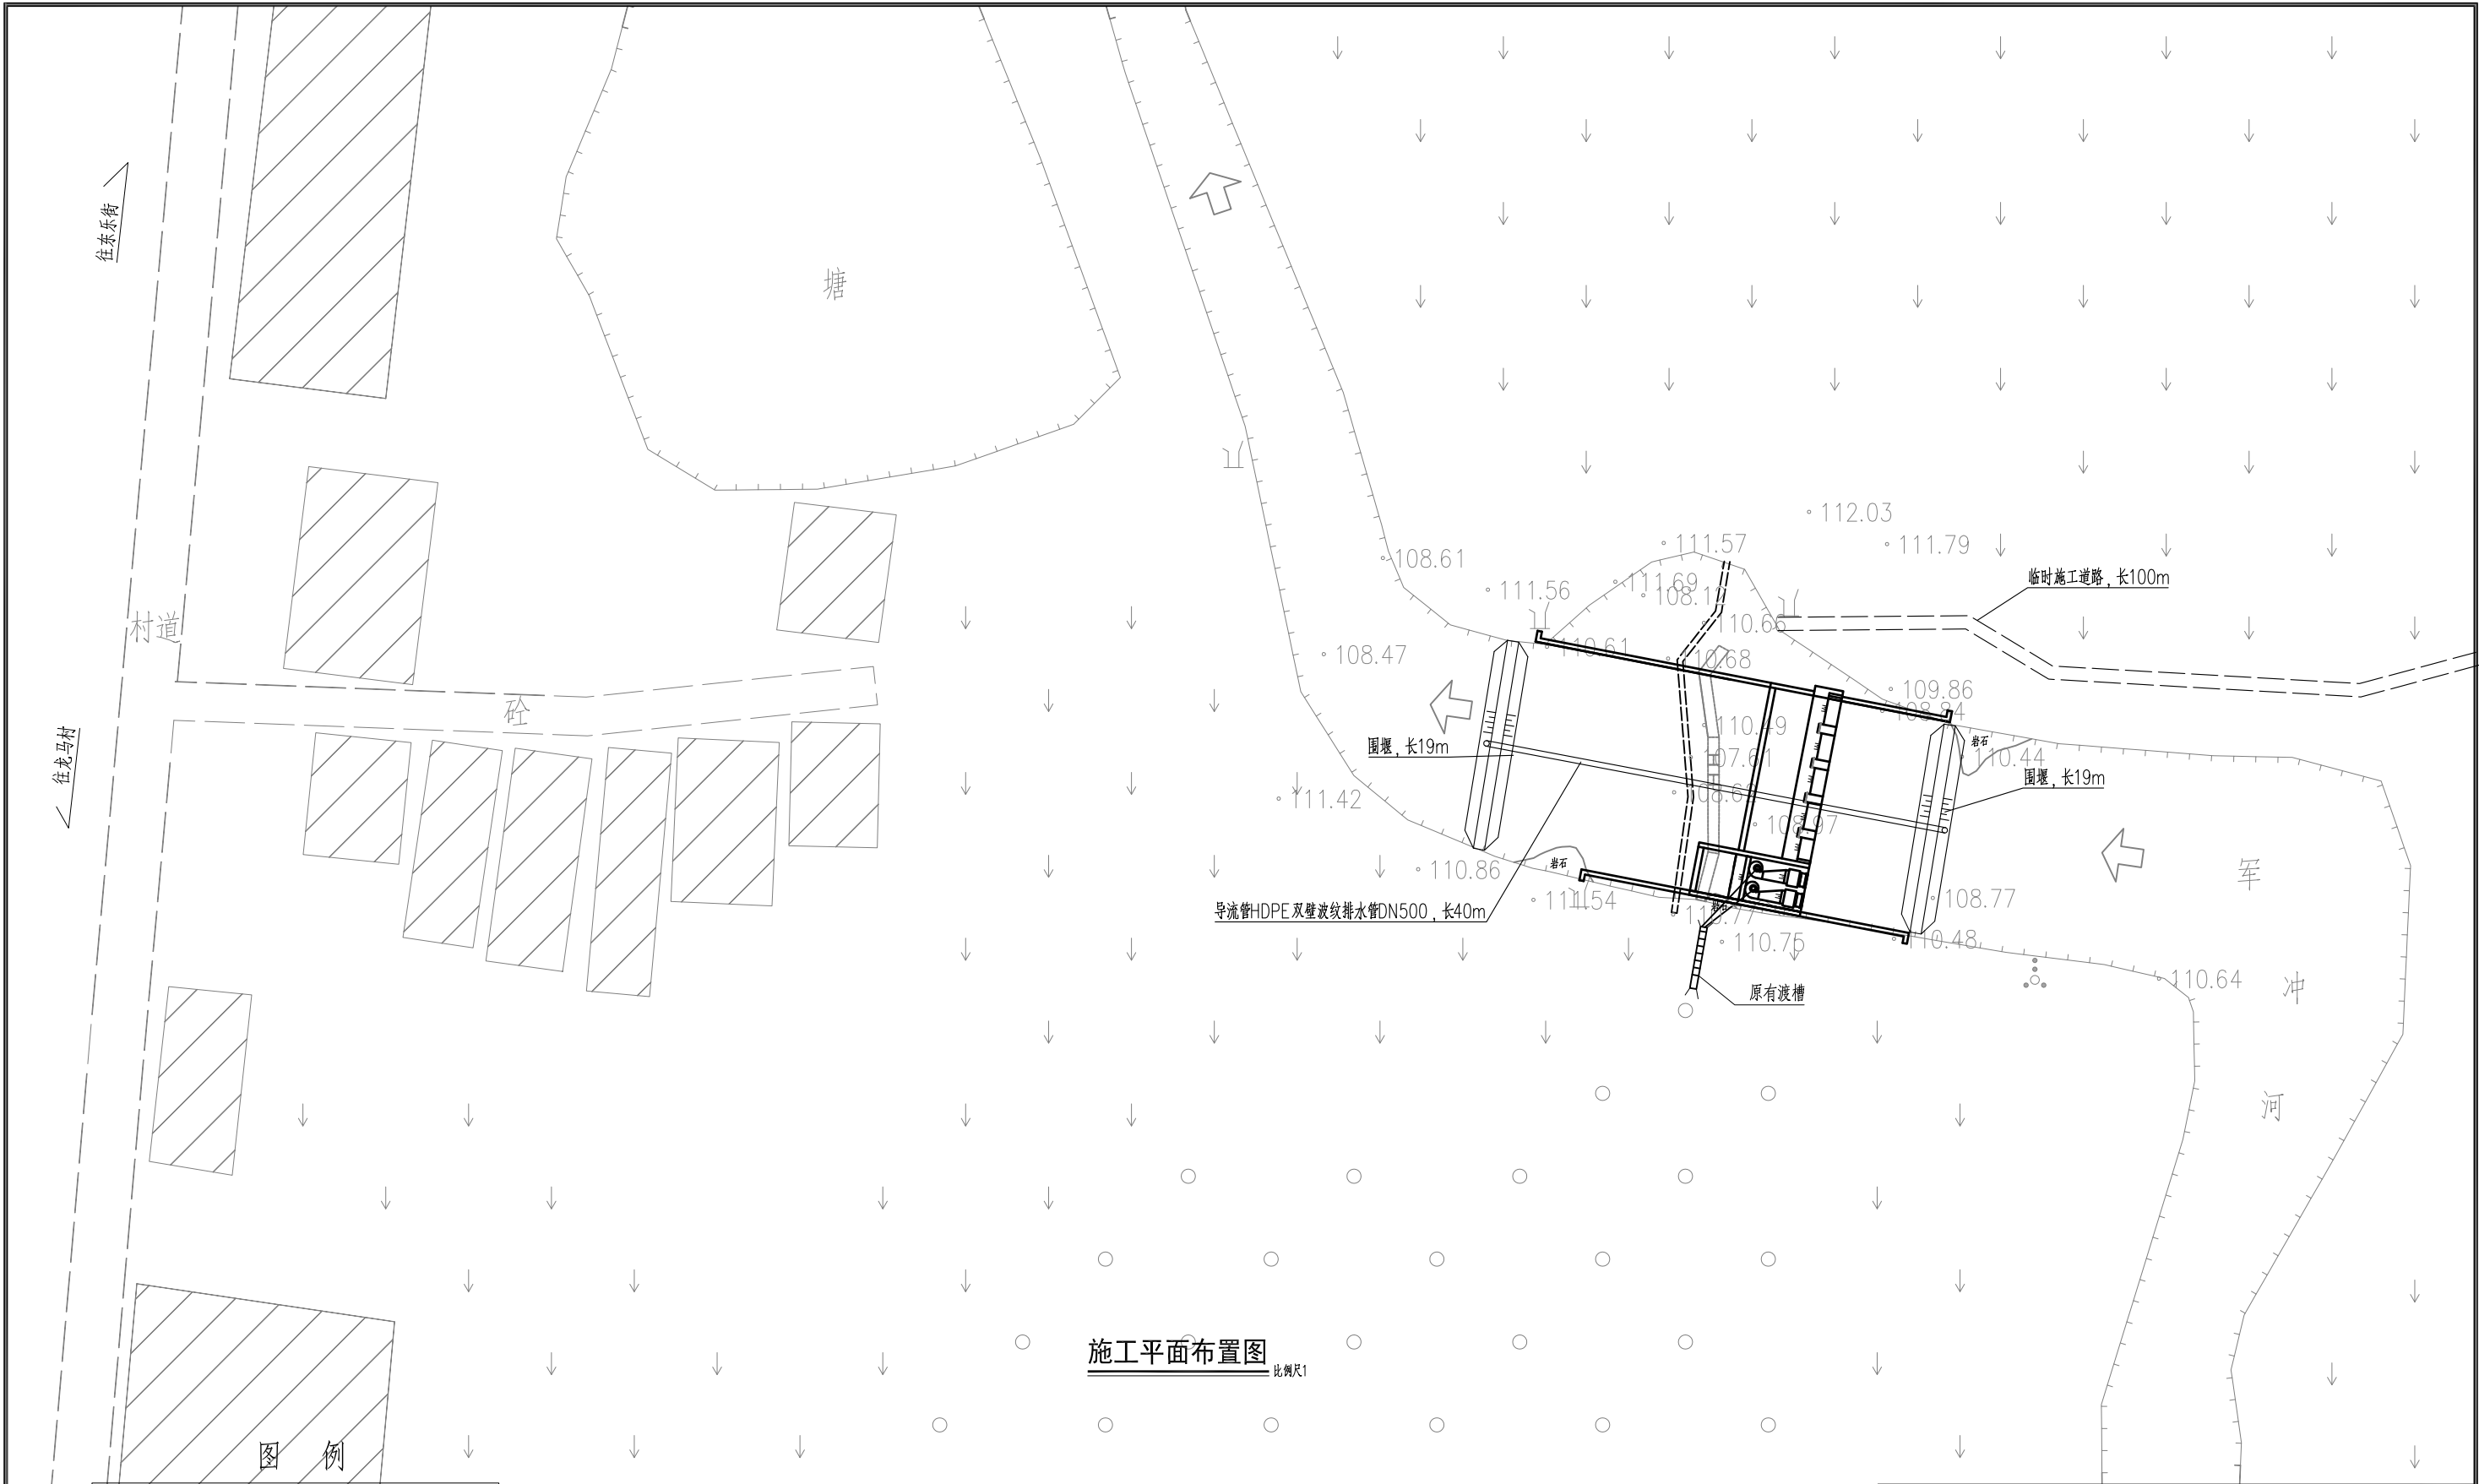 往东乐街
塘
112.03
111.57
111.79
108.61
111.69
临时施工道路，长100m
111.56
村道
110.61
108.47
110.68
109.86
108.84
砼
110.49
围堰，长19m
岩石
往龙马村
107.61
110.44
围堰，长19m
111.42
108.97
110.86
岩石
军
导流管HDPE双壁波纹排水管DN500，长40m
111.54
108.77
110.75
110.48
110.64
冲
原有渡槽
河
施工平面布置图
比例尺1
图 例